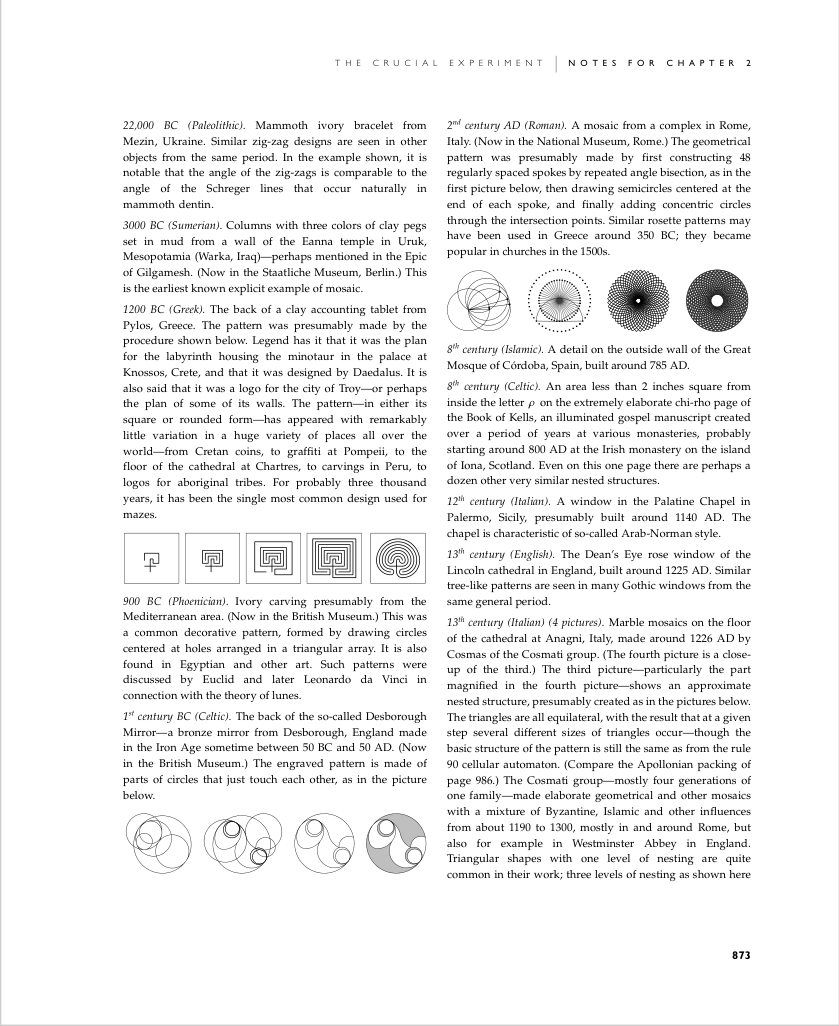 THE CRUCIAL EXPERIMENT | NOTES FOR CHAPTER 2
22,000 BC (Paleolithic). Mammoth ivory bracelet from
Mezin, Ukraine. Similar zig-zag designs are seen in other
objects from the same period. In the example shown, it is
notable that the angle of the zig-zags is comparable to the
angle of the Schreger lines that occur naturally in
mammoth dentin.
3000 BC (Sumerian). Columns with three colors of clay pegs
set in mud from a wall of the Eanna temple in Uruk,
Mesopotamia (Warka, Iraq)—perhaps mentioned in the Epic
of Gilgamesh. (Now in the Staatliche Museum, Berlin.) This
is the earliest known explicit example of mosaic.
1200 BC (Greek). The back of a clay accounting tablet from
Pylos, Greece. The pattern was presumably made by the
procedure shown below. Legend has it that it was the plan
for the labyrinth housing the minotaur in the palace at
Knossos, Crete, and that it was designed by Daedalus. It is
also said that it was a logo for the city of Troy—or perhaps
the plan of some of its walls. The pattern—in either its
square or rounded form—has appeared with remarkably
little variation in a huge variety of places all over the
world—from Cretan coins, to graffiti at Pompeii, to the
floor of the cathedral at Chartres, to carvings in Peru, to
logos for aboriginal tribes. For probably three thousand
years, it has been the single most common design used for
mazes.
900 BC (Phoenician). Ivory carving presumably from the
Mediterranean area. (Now in the British Museum.) This was
a common decorative pattern, formed by drawing circles
centered at holes arranged in a triangular array. It is also
found in Egyptian and other art. Such patterns were
discussed by Euclid and later Leonardo da Vinci in
connection with the theory of lunes.
1st century BC (Celtic). The back of the so-called Desborough
Mirror—a bronze mirror from Desborough, England made
in the Iron Age sometime between 50 BC and 50 AD. (Now
in the British Museum.) The engraved pattern is made of
parts of circles that just touch each other, as in the picture
below.
2nd century AD (Roman). A mosaic from a complex in Rome,
Italy. (Now in the National Museum, Rome.) The geometrical
pattern was presumably made by first constructing 48
regularly spaced spokes by repeated angle bisection, as in the
first picture below, then drawing semicircles centered at the
end of each spoke, and finally adding concentric circles
through the intersection points. Similar rosette patterns may
have been used in Greece around 350 BC; they became
popular in churches in the 1500s.
8th century (Islamic). A detail on the outside wall of the Great
Mosque of Córdoba, Spain, built around 785 AD.
8th century (Celtic). An area less than 2 inches square from
inside the letter ρ on the extremely elaborate chi-rho page of
the Book of Kells, an illuminated gospel manuscript created
over a period of years at various monasteries, probably
starting around 800 AD at the Irish monastery on the island
of Iona, Scotland. Even on this one page there are perhaps a
dozen other very similar nested structures.
12th century (Italian). A window in the Palatine Chapel in
Palermo, Sicily, presumably built around 1140 AD. The
chapel is characteristic of so-called Arab-Norman style.
13th century (English). The Dean's Eye rose window of the
Lincoln cathedral in England, built around 1225 AD. Similar
tree-like patterns are seen in many Gothic windows from the
same general period.
13th century (Italian) (4 pictures). Marble mosaics on the floor
of the cathedral at Anagni, Italy, made around 1226 AD by
Cosmas of the Cosmati group. (The fourth picture is a close-
up of the third.) The third picture—particularly the part
magnified in the fourth picture—shows an approximate
nested structure, presumably created as in the pictures below.
The triangles are all equilateral, with the result that at a given
step several different sizes of triangles occur—though the
basic structure of the pattern is still the same as from the rule
90 cellular automaton. (Compare the Apollonian packing of
page 986.) The Cosmati group—mostly four generations of
one family—made elaborate geometrical and other mosaics
with a mixture of Byzantine, Islamic and other influences
from about 1190 to 1300, mostly in and around Rome, but
also for example in Westminster Abbey in England.
Triangular shapes with one level of nesting are quite
common in their work; three levels of nesting as shown here
873